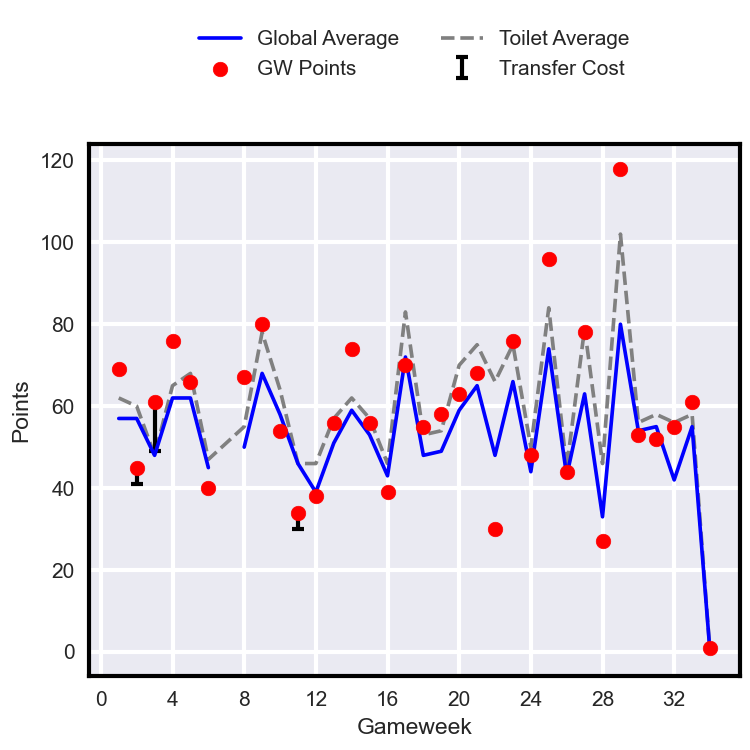 Global Average
Toilet Average
GW Points
Transfer Cost
120
100
80
60
40
20
0
Points
0 4 8 12 16 20 24 28 32
Gameweek